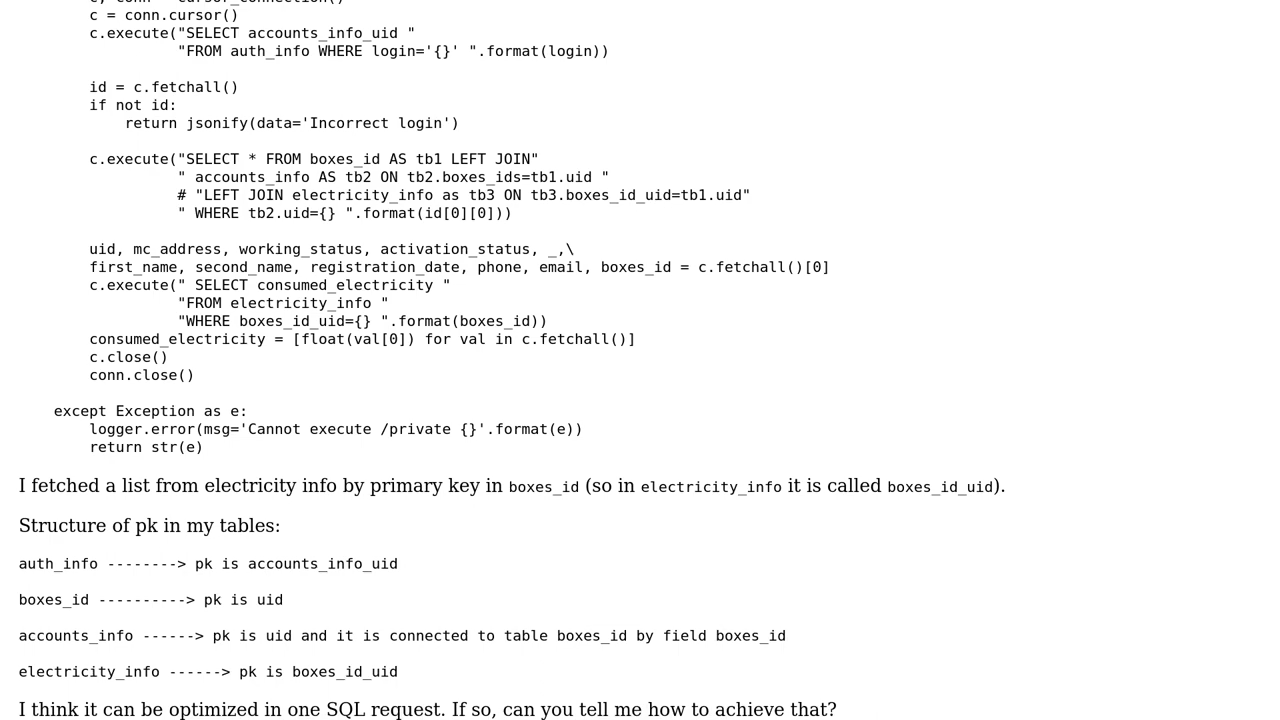 c = conn.cursor()
c.execute("SELECT accounts_info_uid "
"FROM auth_info WHERE login='{}' ".format(login))
id = c.fetchall()
if not id:
return jsonify(data='Incorrect login')
c.execute("SELECT * FROM boxes_id AS tb1 LEFT JOIN"
" accounts_info AS tb2 ON tb2.boxes_ids=tb1.uid "
# "LEFT JOIN electricity_info as tb3 ON tb3.boxes_id_uid=tb1.uid"
" WHERE tb2.uid={} ".format(id[0][0]))
uid, mc_address, working_status, activation_status, _,\
first_name, second_name, registration_date, phone, email, boxes_id = c.fetchall()[0]
c.execute(" SELECT consumed_electricity "
"FROM electricity_info "
"WHERE boxes_id_uid={} ".format(boxes_id))
consumed_electricity = [float(val[0]) for val in c.fetchall()]
c.close()
conn.close()
except Exception as e:
logger.error(msg='Cannot execute /private {}'.format(e))
return str(e)
I fetched a list from electricity info by primary key in boxes_id (so in electricity_info it is called boxes_id_uid).
Structure of pk in my tables:
auth_info --------> pk is accounts_info_uid
boxes_id ----------> pk is uid
accounts_info ------> pk is uid and it is connected to table boxes_id by field boxes_id
electricity_info ------> pk is boxes_id_uid
I think it can be optimized in one SQL request. If so, can you tell me how to achieve that?